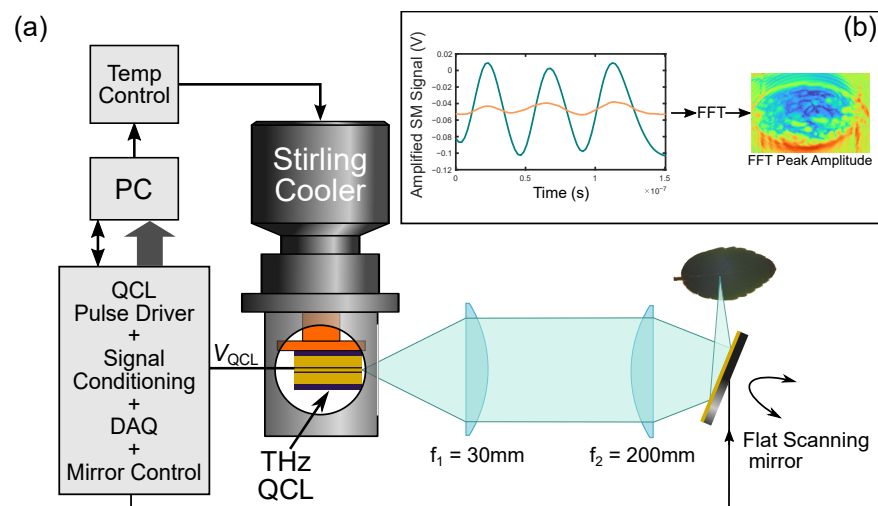 (a)
Temp
Control
PC
QCL
Pulse Driver
+
Signal
Conditioning
+
DAQ
+
Mirror Control
V_QCL
Stirling
Cooler
THz
QCL
f₁ = 30mm
f₂ = 200mm
Flat Scanning
mirror
(b)
Amplified SM Signal (V)
0.02
0
−0.02
−0.04
−0.06
−0.08
−0.1
−0.12
0
0.5
1
1.5
×10⁻⁷
Time (s)
FFT
FFT Peak Amplitude